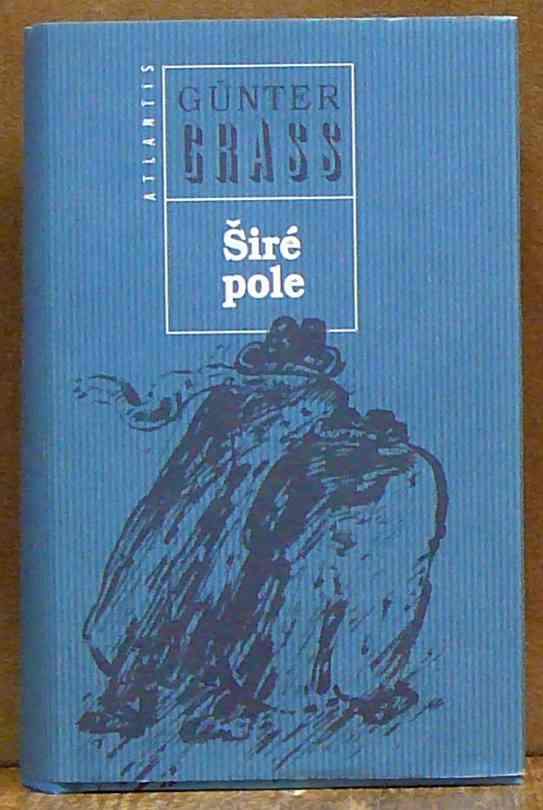 ATLANTIS
GÜNTER
GRASS
Širé
pole